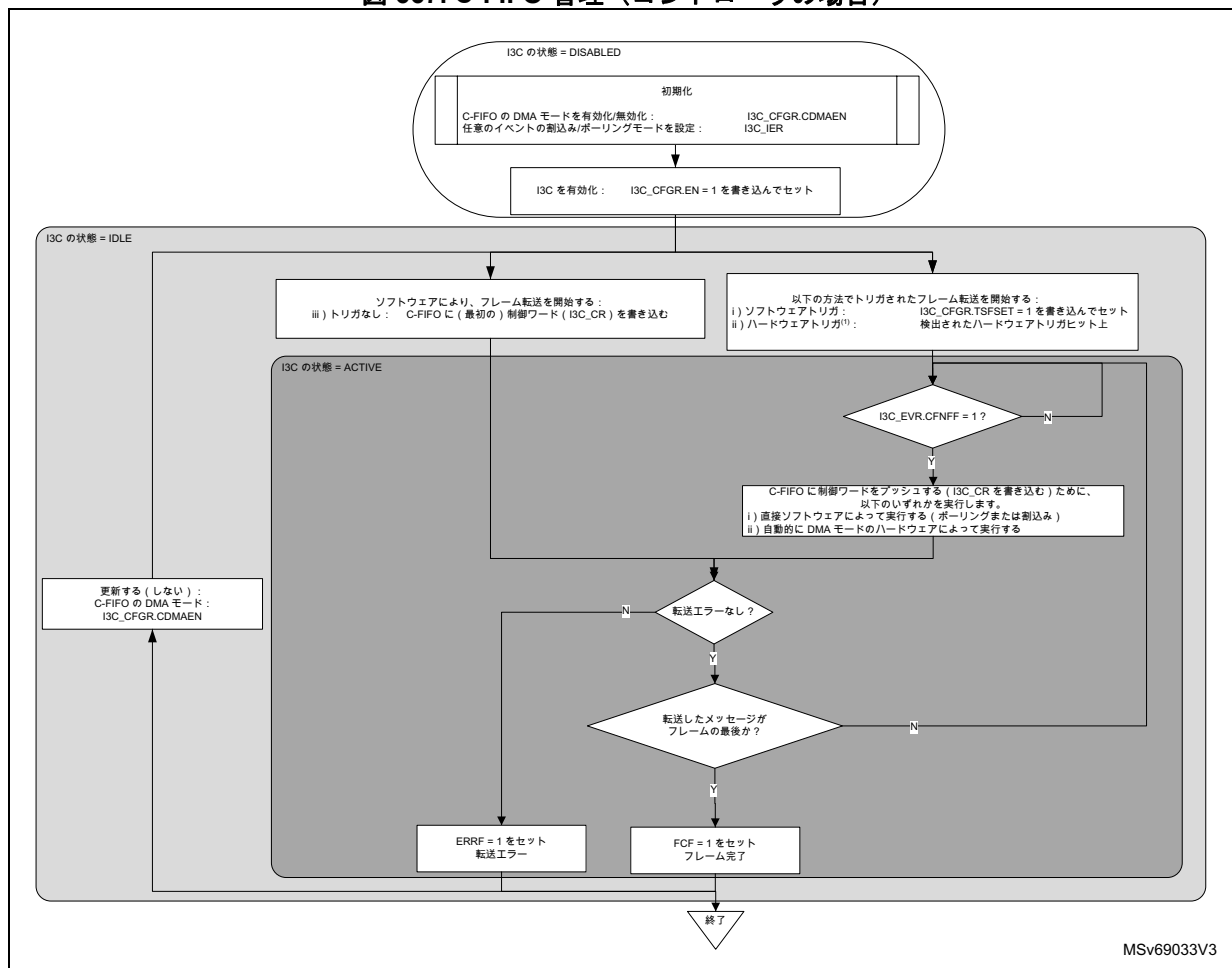 I3C の状態 = DISABLED
初期化
C-FIFO の DMA モードを有効化/無効化： I3C_CFGR.CDMAEN
任意のイベントの割込み/ポーリングモードを設定： I3C_IER
I3C を有効化： I3C_CFGR.EN = 1 を書き込んでセット
I3C の状態 = IDLE
ソフトウェアにより、フレーム転送を開始する：
iii ) トリガなし： C-FIFO に ( 最初の ) 制御ワード ( I3C_CR ) を書き込む
以下の方法でトリガされたフレーム転送を開始する：
i ) ソフトウェアトリガ： I3C_CFGR.TSFSET = 1 を書き込んでセット
ii ) ハードウェアトリガ(1)： 検出されたハードウェアトリガヒット上
I3C の状態 = ACTIVE
I3C_EVR.CFNFF = 1 ?
N
Y
C-FIFO に制御ワードをプッシュする ( I3C_CR を書き込む ) ために、
以下のいずれかを実行します。
i ) 直接ソフトウェアによって実行する ( ポーリングまたは割込み )
ii ) 自動的に DMA モードのハードウェアによって実行する
更新する ( しない ) ：
C-FIFO の DMA モード：
I3C_CFGR.CDMAEN
転送エラーなし ?
N
Y
転送したメッセージが
フレームの最後か ?
N
Y
ERRF = 1 をセット
転送エラー
FCF = 1 をセット
フレーム完了
終了
MSv69033V3